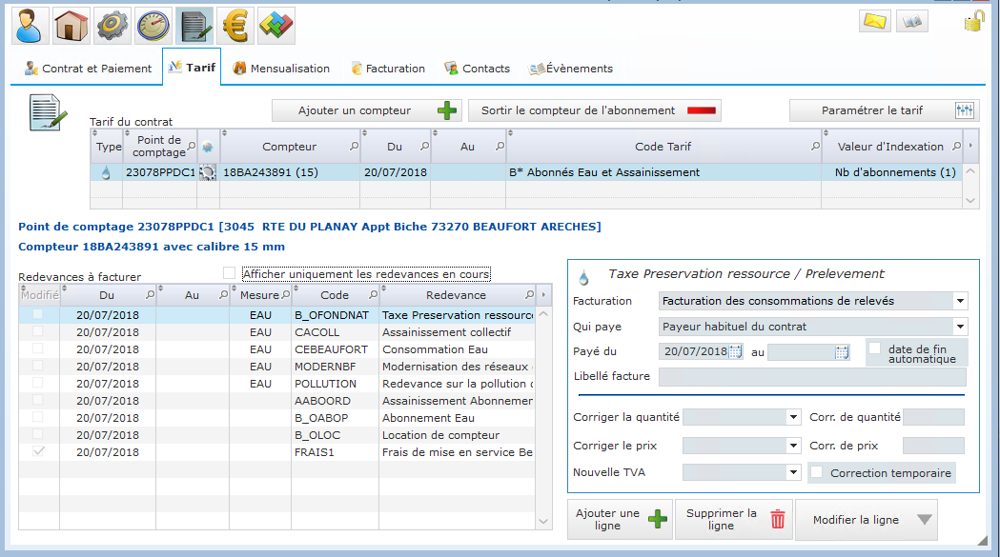 Contrat et Paiement Tarif Mensualisation Facturation Contacts Évènements
Ajouter un compteur Sortir le compteur de l'abonnement Paramétrer le tarif
Tarif du contrat
Type Point de comptage Compteur Du Au Code Tarif Valeur d'Indexation
23078PPDC1 18BA243891 (15) 20/07/2018 B* Abonnés Eau et Assainissement Nb d'abonnements (1)
Point de comptage 23078PPDC1 [3045 RTE DU PLANAY Appt Biche 73270 BEAUFORT ARECHES]
Compteur 18BA243891 avec calibre 15 mm
Redevances à facturer Afficher uniquement les redevances en cours
Modifié Du Au Mesure Code Redevance
20/07/2018 EAU B_OFONDNAT Taxe Preservation ressourc
20/07/2018 EAU CACOLL Assainissement collectif
20/07/2018 EAU CEBEAUFORT Consommation Eau
20/07/2018 EAU MODERNBF Modernisation des réseaux
20/07/2018 EAU POLLUTION Redevance sur la pollution
20/07/2018 AABOORD Assainissement Abonnemer
20/07/2018 B_OABOP Abonnement Eau
20/07/2018 B_OLOC Location de compteur
20/07/2018 FRAIS1 Frais de mise en service Be
Taxe Preservation ressource / Prelevement
Facturation Facturation des consommations de relevés
Qui paye Payeur habituel du contrat
Payé du 20/07/2018 au date de fin automatique
Libellé facture
Corriger la quantité Corr. de quantité
Corriger le prix Corr. de prix
Nouvelle TVA Correction temporaire
Ajouter une ligne Supprimer la ligne Modifier la ligne